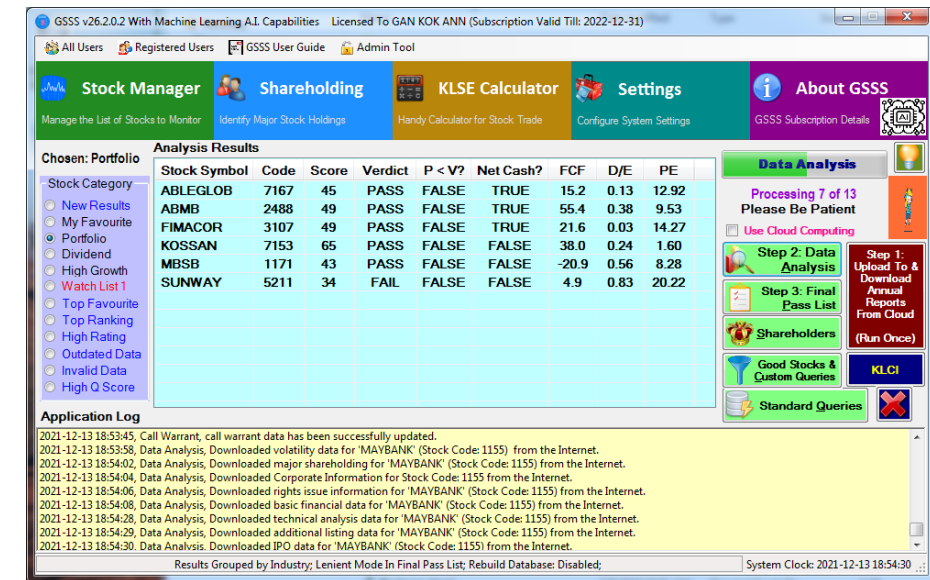 GSSS v26.2.0.2 With Machine Learning A.I. Capabilities Licensed To GAN KOK ANN (Subscription Valid Till: 2022-12-31)
All Users Registered Users GSSS User Guide Admin Tool
Stock Manager Shareholding KLSE Calculator Settings About GSSS
Manage the List of Stocks to Monitor Identify Major Stock Holdings Handy Calculator for Stock Trade Configure System Settings GSSS Subscription Details
AI
Chosen: Portfolio
Stock Category
New Results
My Favourite
Portfolio
Dividend
High Growth
Watch List 1
Top Favourite
Top Ranking
High Rating
Outdated Data
Invalid Data
High Q Score
Analysis Results
Stock Symbol Code Score Verdict P < V? Net Cash? FCF D/E PE
ABLEGLOB 7167 45 PASS FALSE TRUE 15.2 0.13 12.92
ABMB 2488 49 PASS FALSE TRUE 55.4 0.38 9.53
FIMACOR 3107 49 PASS FALSE TRUE 21.6 0.03 14.27
KOSSAN 7153 65 PASS FALSE FALSE 38.0 0.24 1.60
MBSB 1171 43 PASS FALSE FALSE -20.9 0.56 8.28
SUNWAY 5211 34 FAIL FALSE FALSE 4.9 0.83 20.22
Data Analysis
Processing 7 of 13
Please Be Patient
Use Cloud Computing
Step 2: Data
Analysis
Step 3: Final
Pass List
Shareholders
Good Stocks &
Custom Queries
Standard Queries
Step 1:
Upload To &
Download
Annual
Reports
From Cloud
(Run Once)
KLCI
Application Log
2021-12-13 18:53:45, Call Warrant, call warrant data has been successfully updated.
2021-12-13 18:53:58, Data Analysis, Downloaded volatility data for 'MAYBANK' (Stock Code: 1155) from the Internet.
2021-12-13 18:54:02, Data Analysis, Downloaded major shareholding for 'MAYBANK' (Stock Code: 1155) from the Internet.
2021-12-13 18:54:04, Data Analysis, Downloaded Corporate Information for Stock Code: 1155 from the Internet.
2021-12-13 18:54:06, Data Analysis, Downloaded rights issue information for 'MAYBANK' (Stock Code: 1155) from the Internet.
2021-12-13 18:54:08, Data Analysis, Downloaded basic financial data for 'MAYBANK' (Stock Code: 1155) from the Internet.
2021-12-13 18:54:28, Data Analysis, Downloaded technical analysis data for 'MAYBANK' (Stock Code: 1155) from the Internet.
2021-12-13 18:54:29, Data Analysis, Downloaded additional listing data for 'MAYBANK' (Stock Code: 1155) from the Internet.
2021-12-13 18:54:30, Data Analysis, Downloaded IPO data for 'MAYBANK' (Stock Code: 1155) from the Internet.
Results Grouped by Industry; Lenient Mode In Final Pass List; Rebuild Database: Disabled; System Clock: 2021-12-13 18:54:30